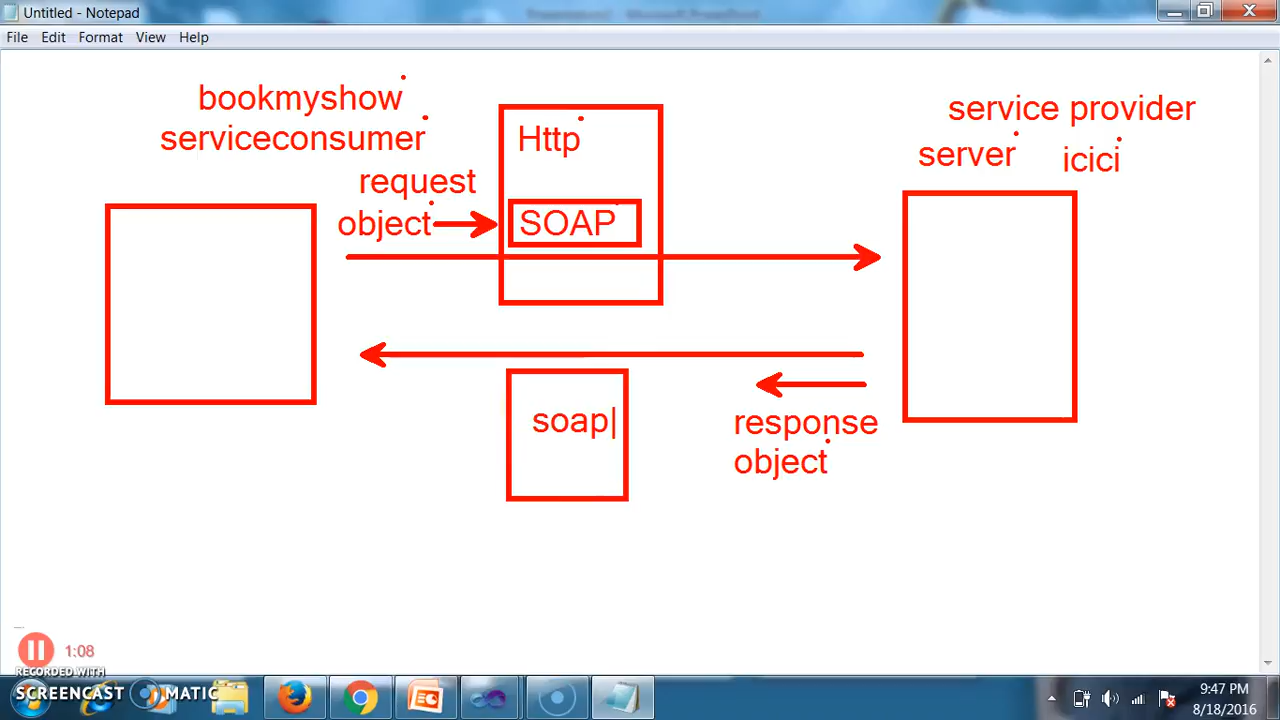 Untitled - Notepad
File Edit Format View Help
bookmyshow
serviceconsumer
request
object
Http
SOAP
service provider
server icici
soap
response
object
1:08
RECORDED WITH
SCREENCAST MATIC
9:47 PM
8/18/2016